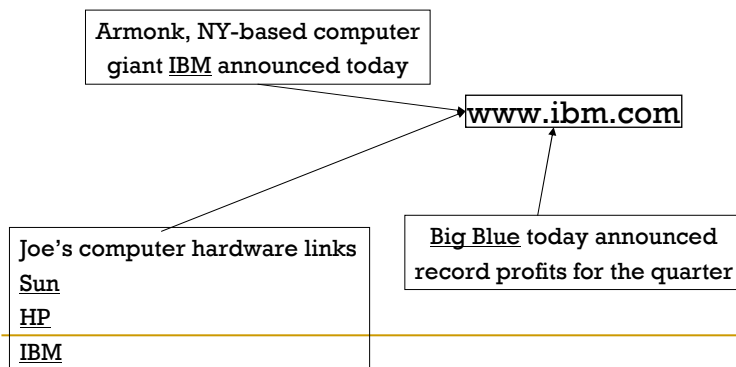 Armonk, NY-based computer
giant IBM announced today
www.ibm.com
Big Blue today announced
record profits for the quarter
Joe's computer hardware links
Sun
HP
IBM